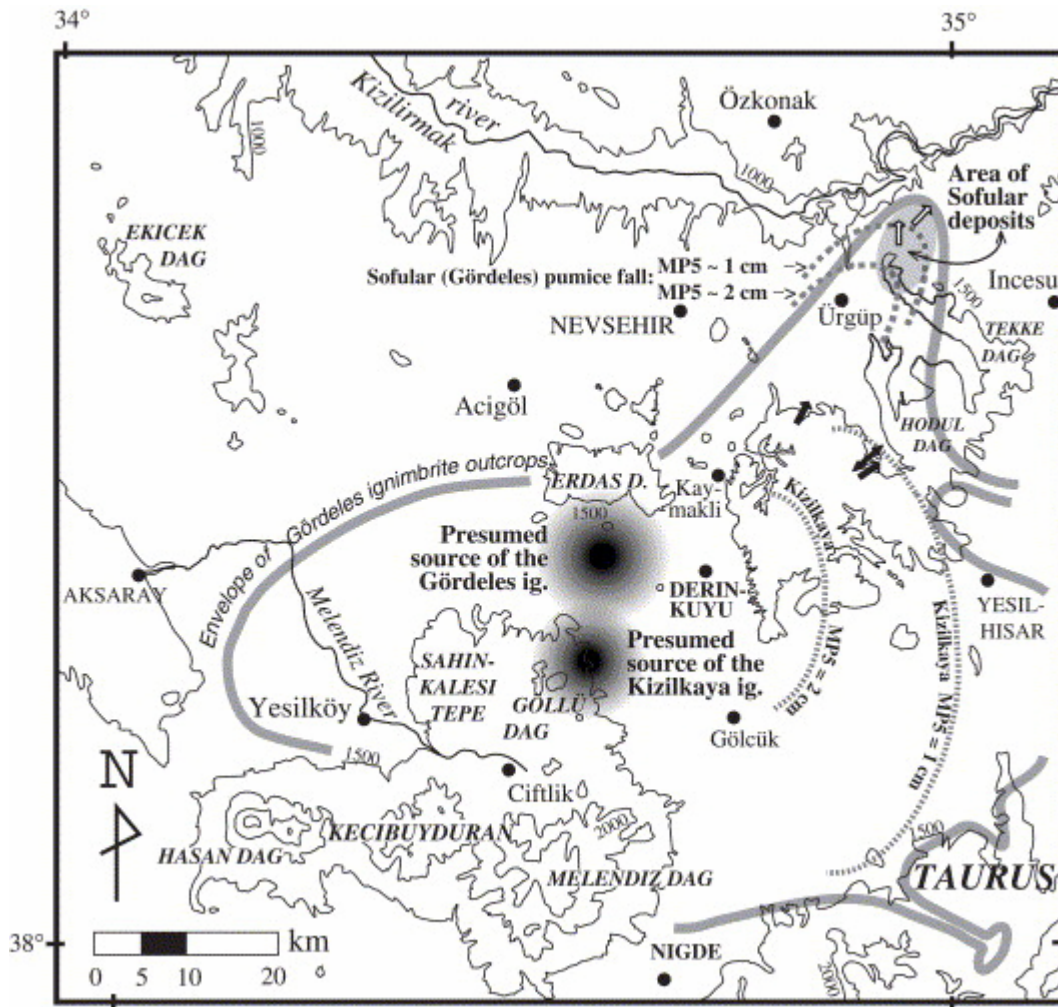 34°
35°
Kizilirmak
river
Özkonak
1000
1000
Area of
Sofular
deposits
EKICEK
DAG
Sofular (Gördeles) pumice fall:
MP5 ~ 1 cm
MP5 ~ 2 cm
Incesu
1500
NEVSEHIR
Ürgüp
TEKKE
DAG
Acigöl
HODUL
DAG
Envelope of Gördeles ignimbrite outcrops
ERDAS D.
Kay-
makli
1500
Kizilkaya
Presumed
source of the
Gördeles ig.
AKSARAY
DERIN-
KUYU
YESIL-
HISAR
Melendiz River
MP5 = 2 cm
Kizilkaya MP5 = 1 cm
SAHIN-
KALESI
TEPE
Presumed
source of the
Kizilkaya ig.
GÖLLÜ
DAG
Yesilköy
Gölcük
1500
N
Ciftlik
2000
1500
KECIBUYDURAN
HASAN DAG
MELENDIZ DAG
TAURUS
38°
km
0 5 10 20
NIGDE
2000